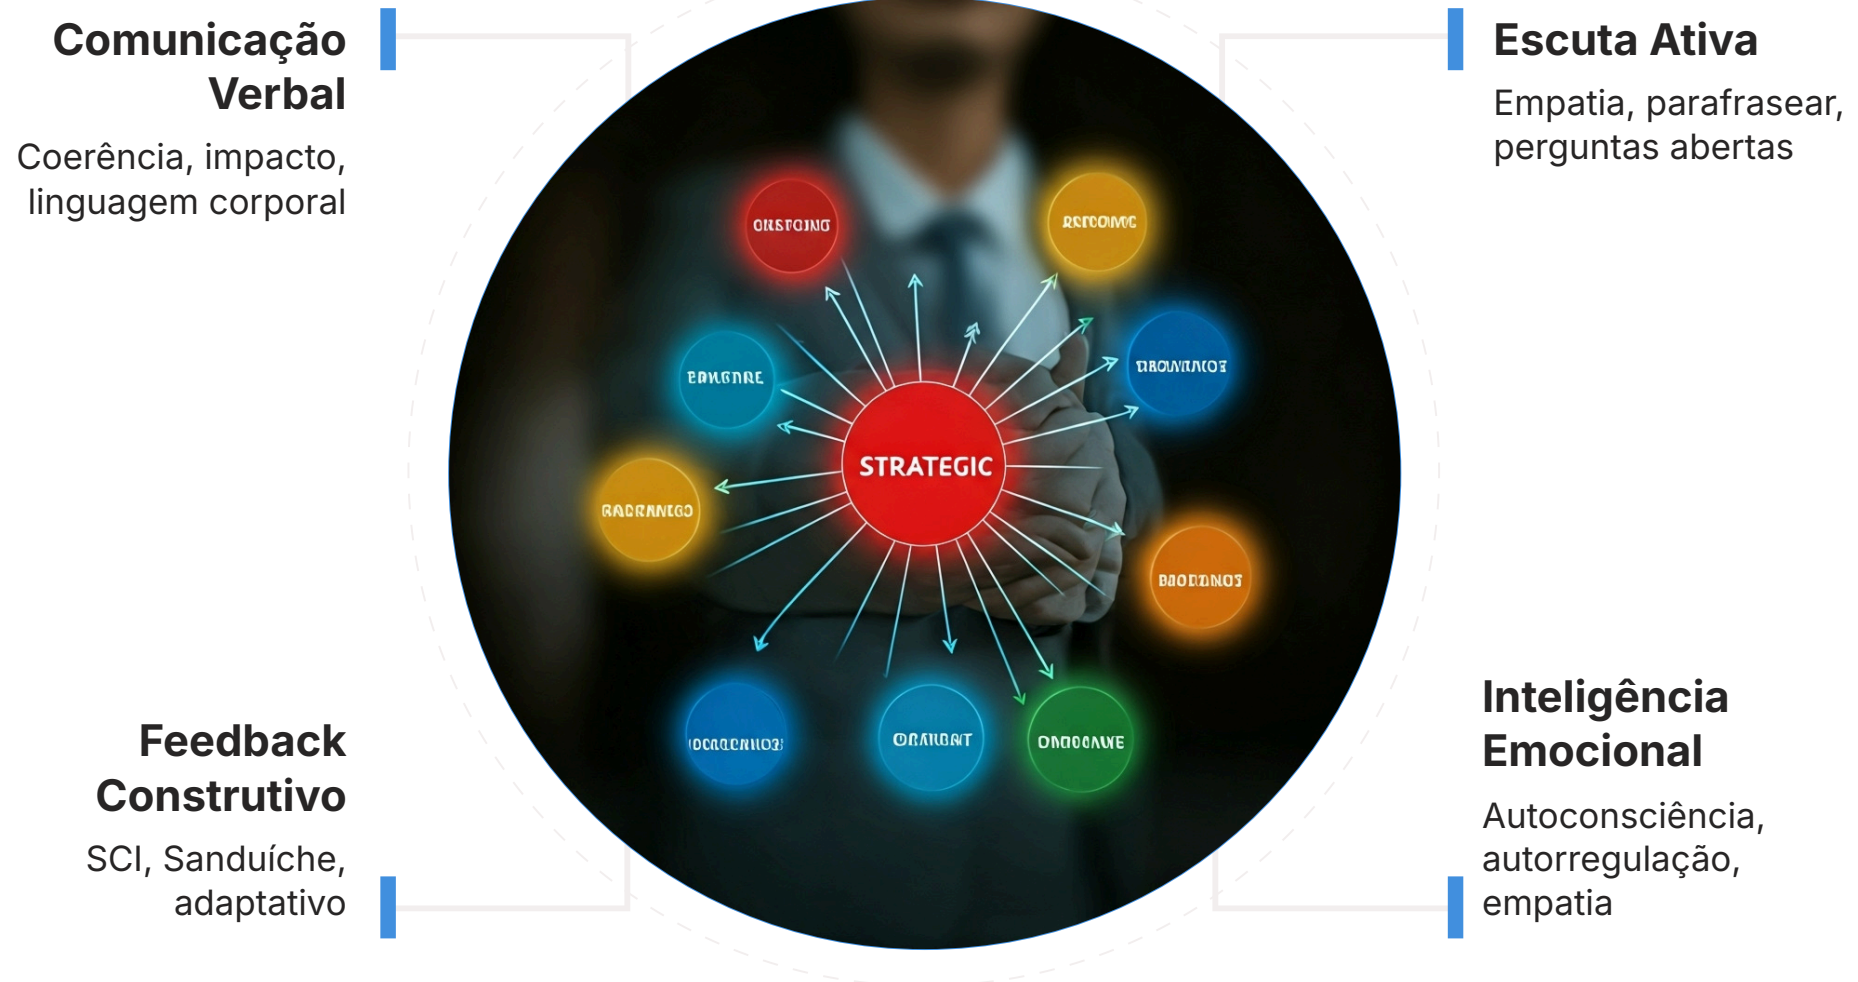 Comunicação
Verbal
Coerência, impacto,
linguagem corporal
Escuta Ativa
Empatia, parafrasear,
perguntas abertas
STRATEGIC
Feedback
Construtivo
SCI, Sanduíche,
adaptativo
Inteligência
Emocional
Autoconsciência,
autorregulação,
empatia